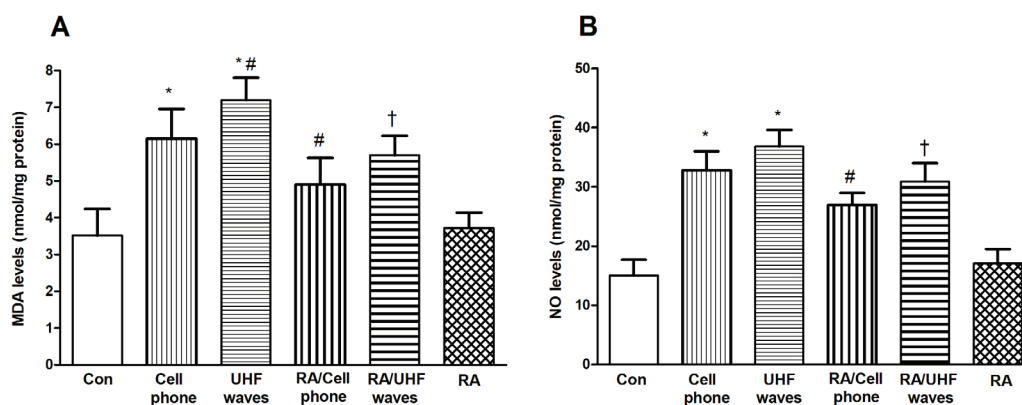 A
MDA levels (nmol/mg protein)
8
7
6
5
4
3
2
1
0
*
* #
#
†
Con
Cell
phone
UHF
waves
RA/Cell
phone
RA/UHF
waves
RA
B
NO levels (nmol/mg protein)
50
40
30
20
10
0
*
*
#
†
Con
Cell
phone
UHF
waves
RA/Cell
phone
RA/UHF
waves
RA